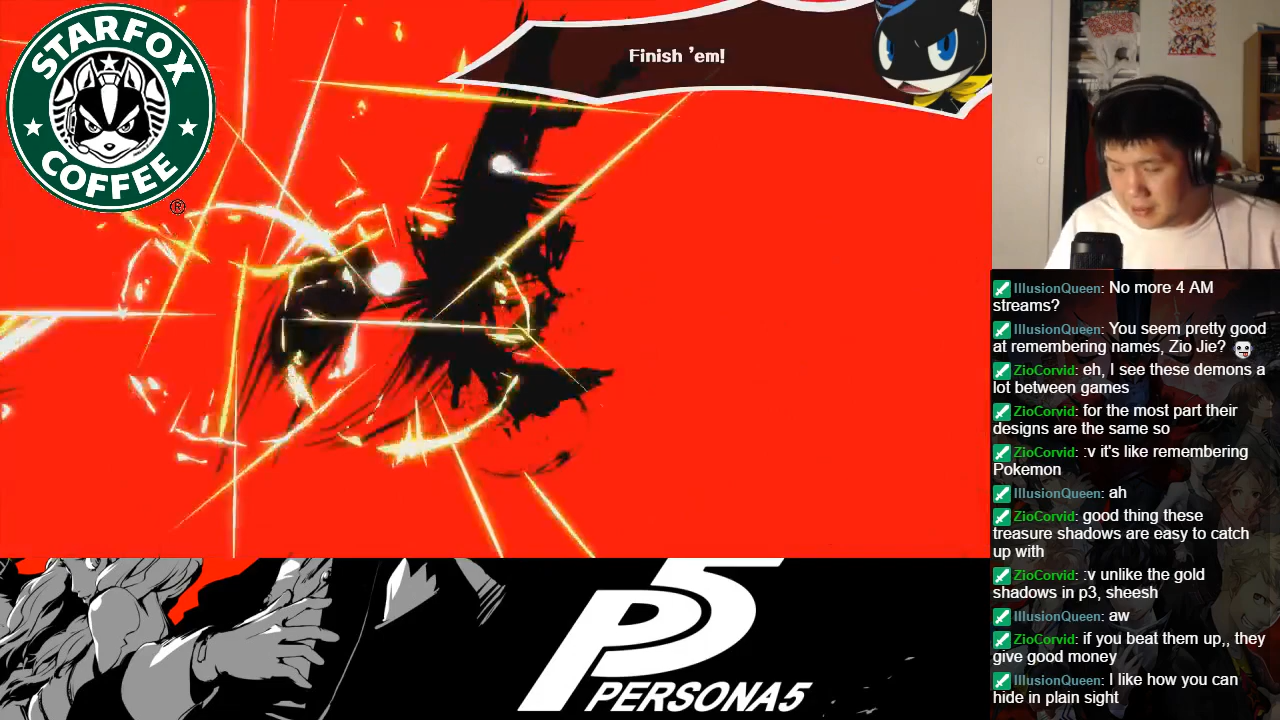 STARFOX
COFFEE
®
Finish 'em!
IllusionQueen: No more 4 AM
streams?
IllusionQueen: You seem pretty good
at remembering names, Zio Jie?
ZioCorvid: eh, I see these demons a
lot between games
ZioCorvid: for the most part their
designs are the same so
ZioCorvid: :v it's like remembering
Pokemon
IllusionQueen: ah
ZioCorvid: good thing these
treasure shadows are easy to catch
up with
ZioCorvid: :v unlike the gold
shadows in p3, sheesh
IllusionQueen: aw
ZioCorvid: if you beat them up,, they
give good money
IllusionQueen: I like how you can
hide in plain sight
P5
PERSONA5